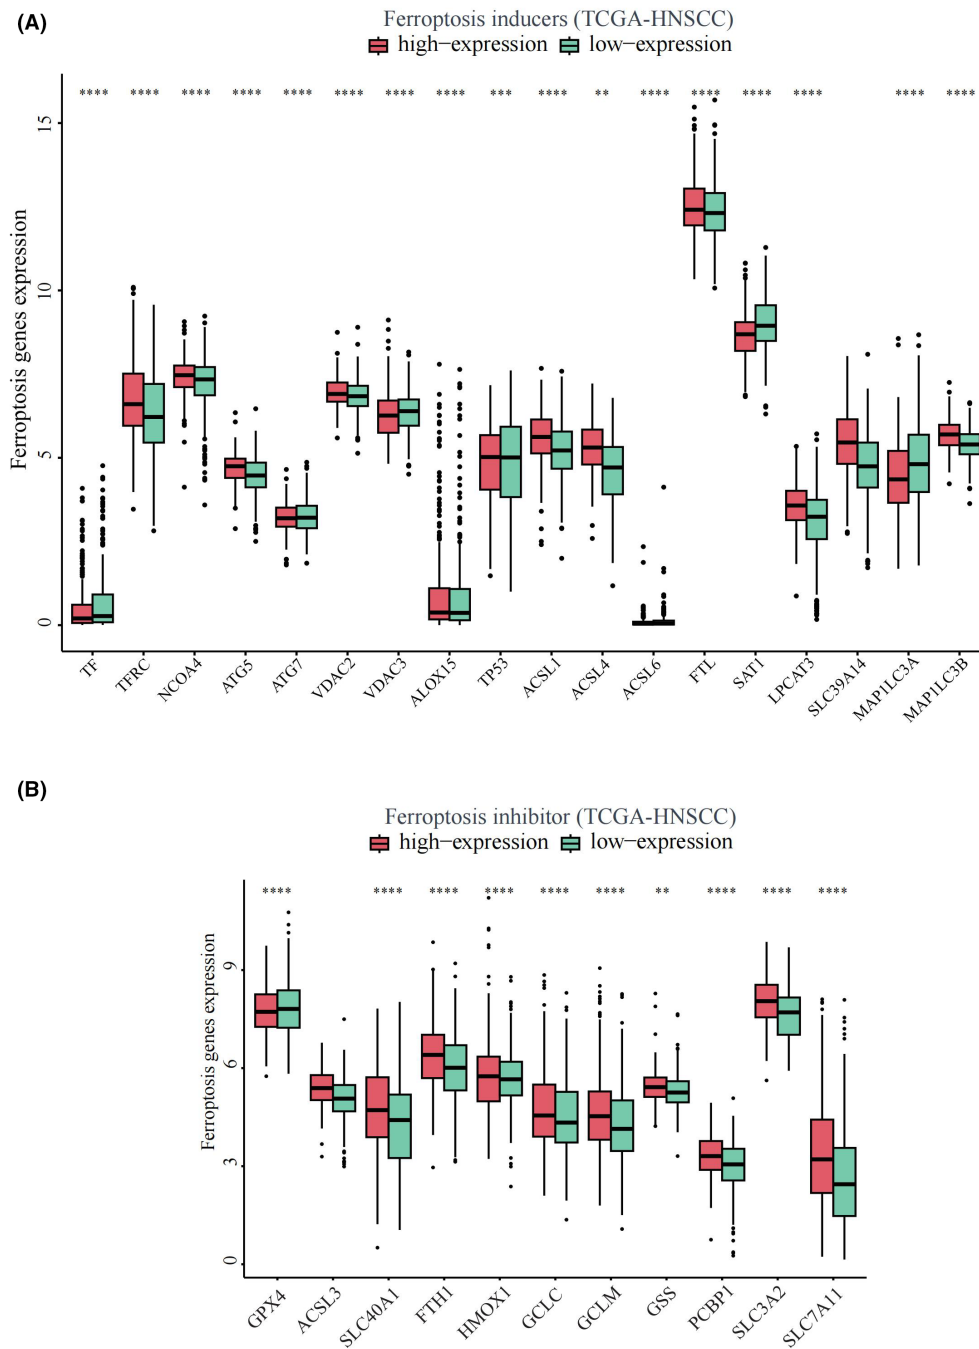 (A)
Ferroptosis inducers (TCGA-HNSCC)
high-expression low-expression
**** **** **** **** **** **** **** **** *** **** ** **** **** **** **** **** ****
Ferroptosis genes expression
15
10
5
0
TF TFRC NCOA4 ATG5 ATG7 VDAC2 VDAC3 ALOX15 TP53 ACSL1 ACSL4 ACSL6 FTL SAT1 LPCAT3 SLC39A14 MAP1LC3A MAP1LC3B
(B)
Ferroptosis inhibitor (TCGA-HNSCC)
high-expression low-expression
**** **** **** **** **** **** ** **** **** ****
Ferroptosis genes expression
9
6
3
0
GPX4 ACSL3 SLC40A1 FTH1 HMOX1 GCLC GCLM GSS PCBP1 SLC3A2 SLC7A11